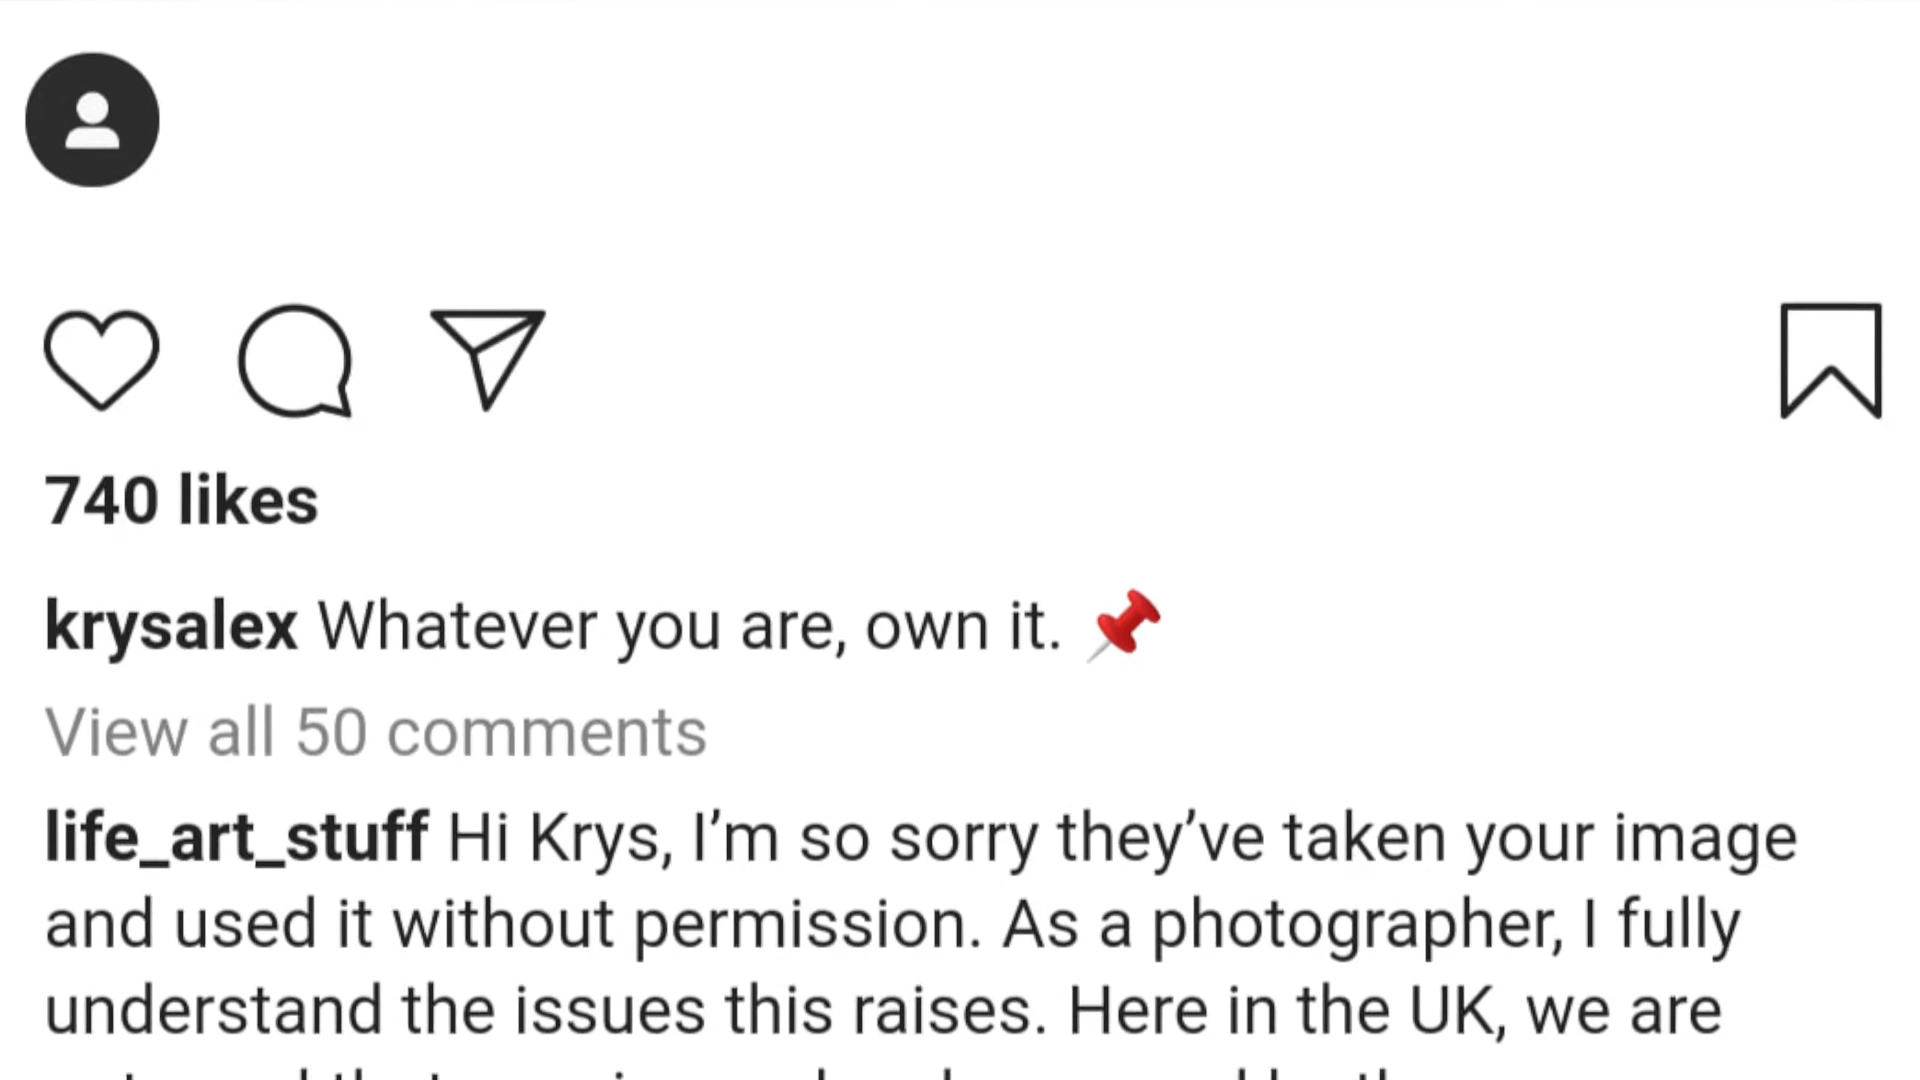 740 likes
krysalex Whatever you are, own it. 📌
View all 50 comments
life_art_stuff Hi Krys, I’m so sorry they’ve taken your image
and used it without permission. As a photographer, I fully
understand the issues this raises. Here in the UK, we are